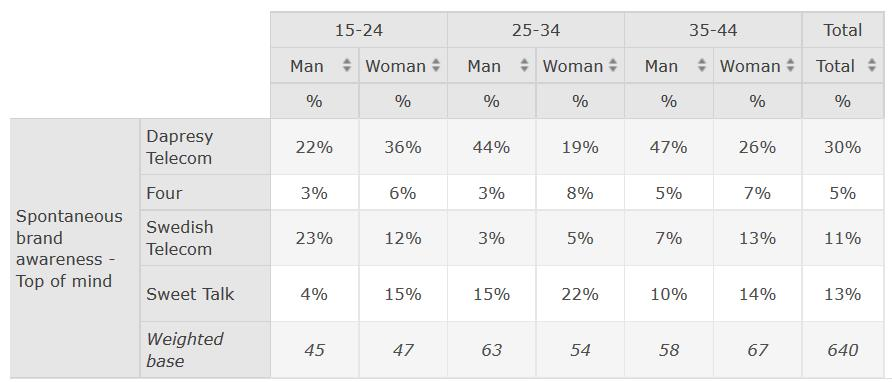 15-24 25-34 35-44 Total
Man Woman Man Woman Man Woman Total
% % % % % % %
Spontaneous
brand
awareness -
Top of mind
Dapresy
Telecom 22% 36% 44% 19% 47% 26% 30%
Four 3% 6% 3% 8% 5% 7% 5%
Swedish
Telecom 23% 12% 3% 5% 7% 13% 11%
Sweet Talk 4% 15% 15% 22% 10% 14% 13%
Weighted
base 45 47 63 54 58 67 640